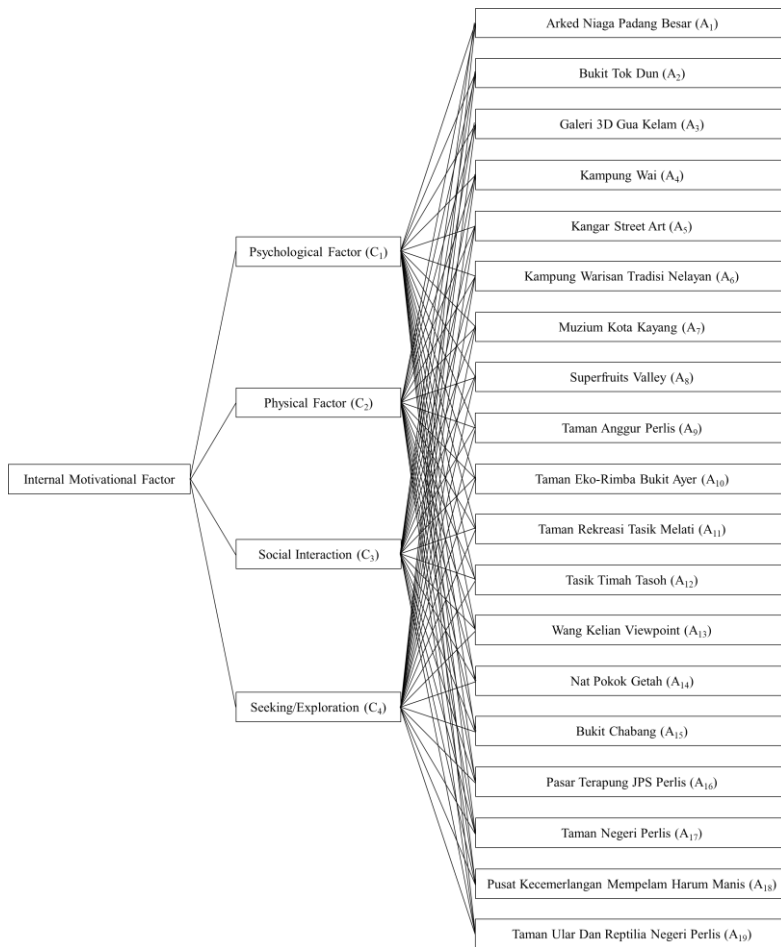 Internal Motivational Factor
Psychological Factor (C₁)
Physical Factor (C₂)
Social Interaction (C₃)
Seeking/Exploration (C₄)
Arked Niaga Padang Besar (A₁)
Bukit Tok Dun (A₂)
Galeri 3D Gua Kelam (A₃)
Kampung Wai (A₄)
Kangar Street Art (A₅)
Kampung Warisan Tradisi Nelayan (A₆)
Muzium Kota Kayang (A₇)
Superfruits Valley (A₈)
Taman Anggur Perlis (A₉)
Taman Eko-Rimba Bukit Ayer (A₁₀)
Taman Rekreasi Tasik Melati (A₁₁)
Tasik Timah Tasoh (A₁₂)
Wang Kelian Viewpoint (A₁₃)
Nat Pokok Getah (A₁₄)
Bukit Chabang (A₁₅)
Pasar Terapung JPS Perlis (A₁₆)
Taman Negeri Perlis (A₁₇)
Pusat Kecemerlangan Mempelam Harum Manis (A₁₈)
Taman Ular Dan Reptilia Negeri Perlis (A₁₉)